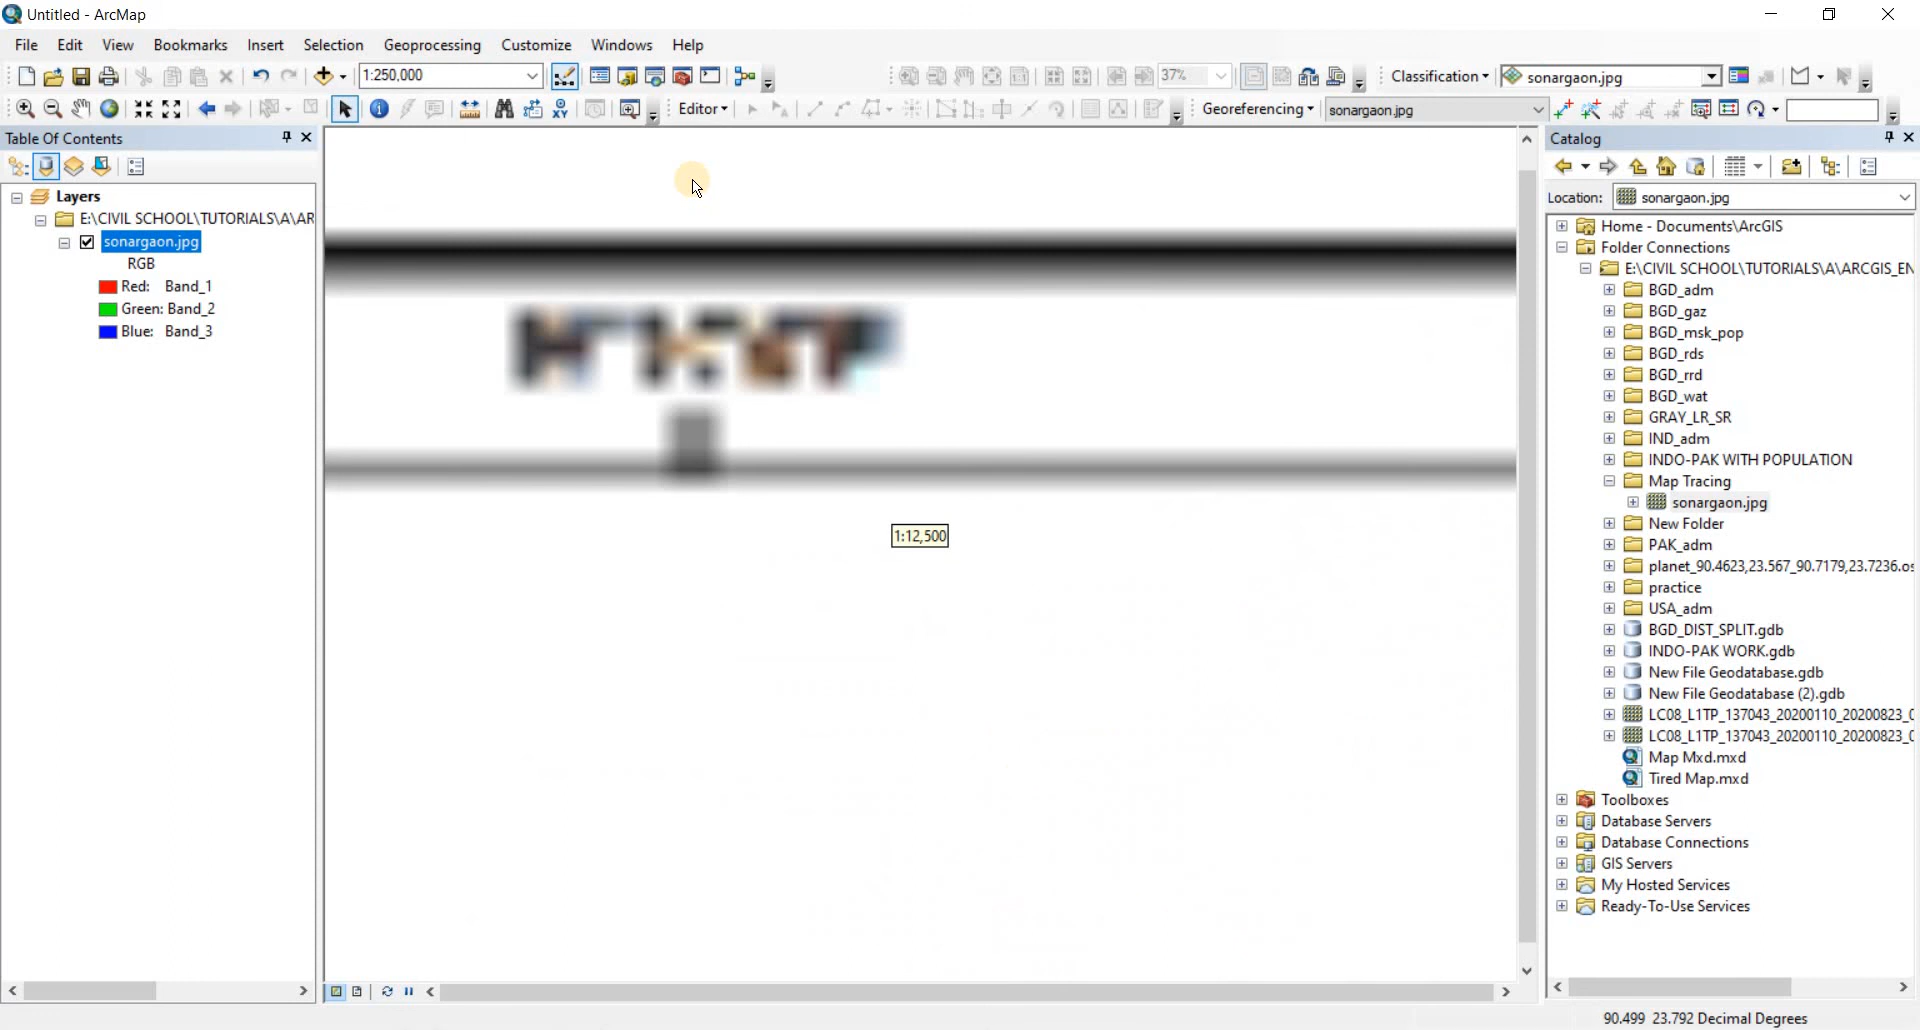 Untitled - ArcMap
File Edit View Bookmarks Insert Selection Geoprocessing Customize Windows Help
1:250,000 37% Classification sonargaon.jpg
Editor Georeferencing sonargaon.jpg
Table Of Contents
Layers
E:\CIVIL SCHOOL\TUTORIALS\A\AR
sonargaon.jpg
RGB
Red: Band_1
Green: Band_2
Blue: Band_3
1:12,500
Catalog
Location: sonargaon.jpg
Home - Documents\ArcGIS
Folder Connections
E:\CIVIL SCHOOL\TUTORIALS\A\ARCGIS_EN
BGD_adm
BGD_gaz
BGD_msk_pop
BGD_rds
BGD_rrd
BGD_wat
GRAY_LR_SR
IND_adm
INDO-PAK WITH POPULATION
Map Tracing
sonargaon.jpg
New Folder
PAK_adm
planet_90.4623,23.567_90.7179,23.7236.os
practice
USA_adm
BGD_DIST_SPLIT.gdb
INDO-PAK WORK.gdb
New File Geodatabase.gdb
New File Geodatabase (2).gdb
LC08_L1TP_137043_20200110_20200823_0
LC08_L1TP_137043_20200110_20200823_0
Map Mxd.mxd
Tired Map.mxd
Toolboxes
Database Servers
Database Connections
GIS Servers
My Hosted Services
Ready-To-Use Services
90.499 23.792 Decimal Degrees